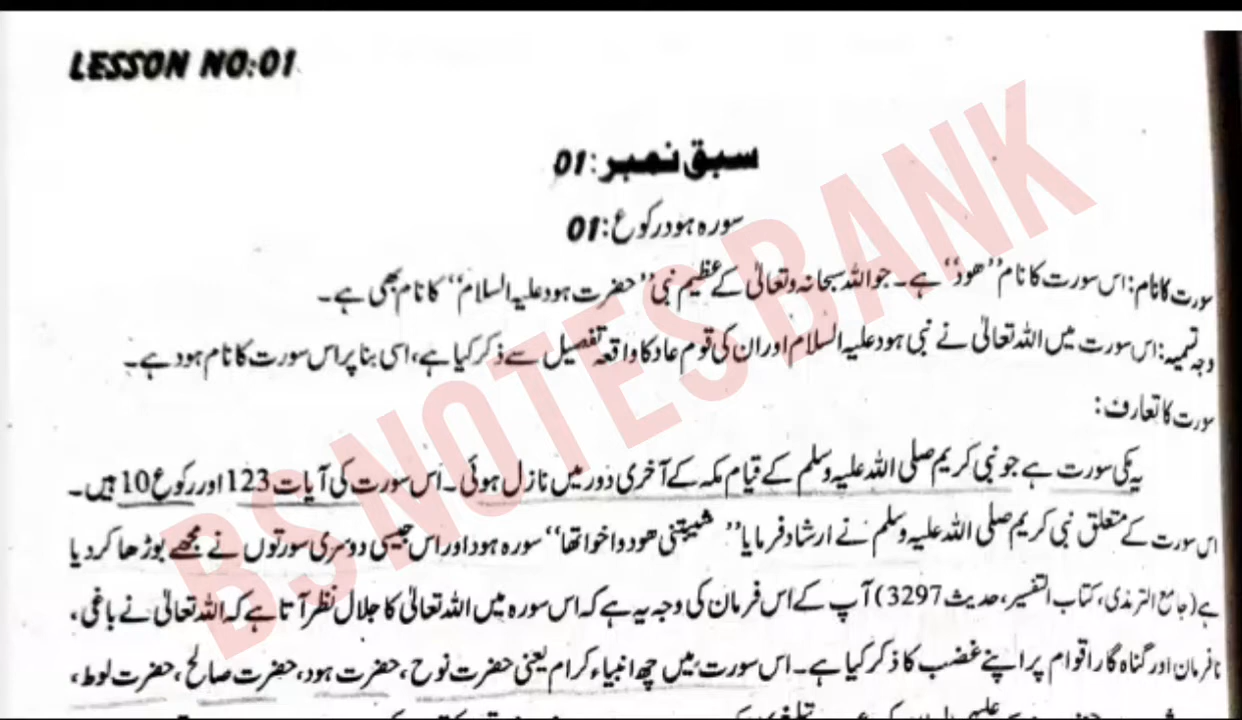 LESSON NO:01
سبق نمبر:01
سورہ ہود رکوع:01
سورت کا نام: اس سورت کا نام ’’ھود‘‘ ہے۔ جو اللہ سبحانہ وتعالیٰ کے عظیم نبی ’’حضرت ہود علیہ السلام‘‘ کا نام بھی ہے۔
وجہ تسمیہ: اس سورت میں اللہ تعالیٰ نے نبی ہود علیہ السلام اور ان کی قوم عاد کا واقعہ تفصیل سے ذکر کیا ہے، اسی بنا پر اس سورت کا نام ہود ہے۔
سورت کا تعارف:
یہ مکی سورت ہے جو نبی کریم صلی اللہ علیہ وسلم کے قیام مکہ کے آخری دور میں نازل ہوئی۔ اس سورت کی آیات 123 اور رکوع 10 ہیں۔
اس سورت کے متعلق نبی کریم صلی اللہ علیہ وسلم نے ارشاد فرمایا ’’شیبتنی ھود واخواتھا‘‘ سورہ ہود اور اس جیسی دوسری سورتوں نے مجھے بوڑھا کر دیا
ہے (جامع الترمذی، کتاب التفسیر، حدیث 3297) آپ کے اس فرمان کی وجہ یہ ہے کہ اس سورہ میں اللہ تعالیٰ کا جلال نظر آتا ہے کہ اللہ تعالیٰ نے باغی،
نافرمان اور گناہ گار اقوام پر اپنے غضب کا ذکر کیا ہے۔ اس سورت میں چھ انبیاء کرام یعنی حضرت نوح، حضرت ہود، حضرت صالح، حضرت لوط،
BSNOTESBANK